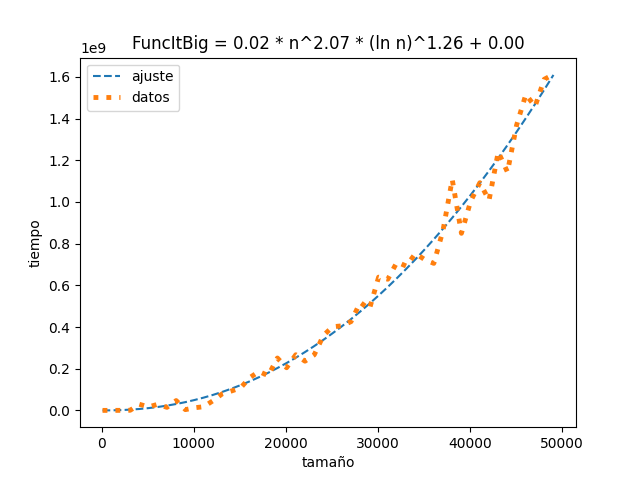 FuncItBig = 0.02 * n^2.07 * (ln n)^1.26 + 0.00
1e9
ajuste
datos
1.6
1.4
1.2
1.0
0.8
0.6
0.4
0.2
0.0
tiempo
0 10000 20000 30000 40000 50000
tamaño